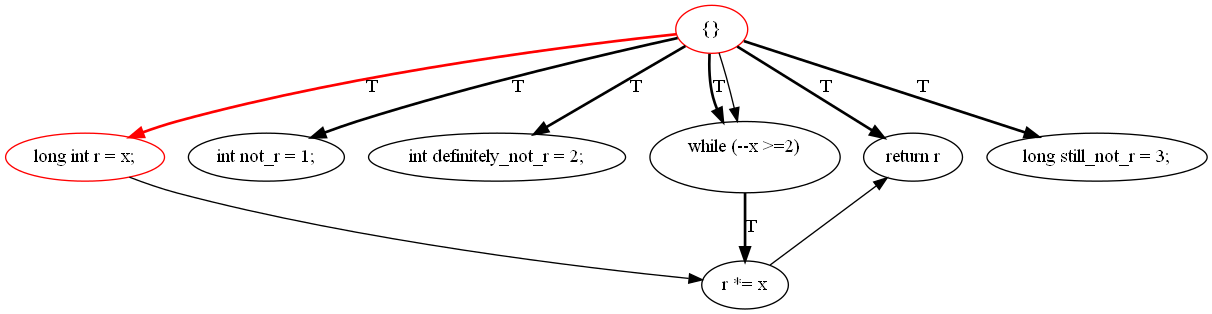 {}
T
T
T
T
T
T
long int r = x;
int not_r = 1;
int definitely_not_r = 2;
while (--x >=2)
return r
long still_not_r = 3;
T
r *= x